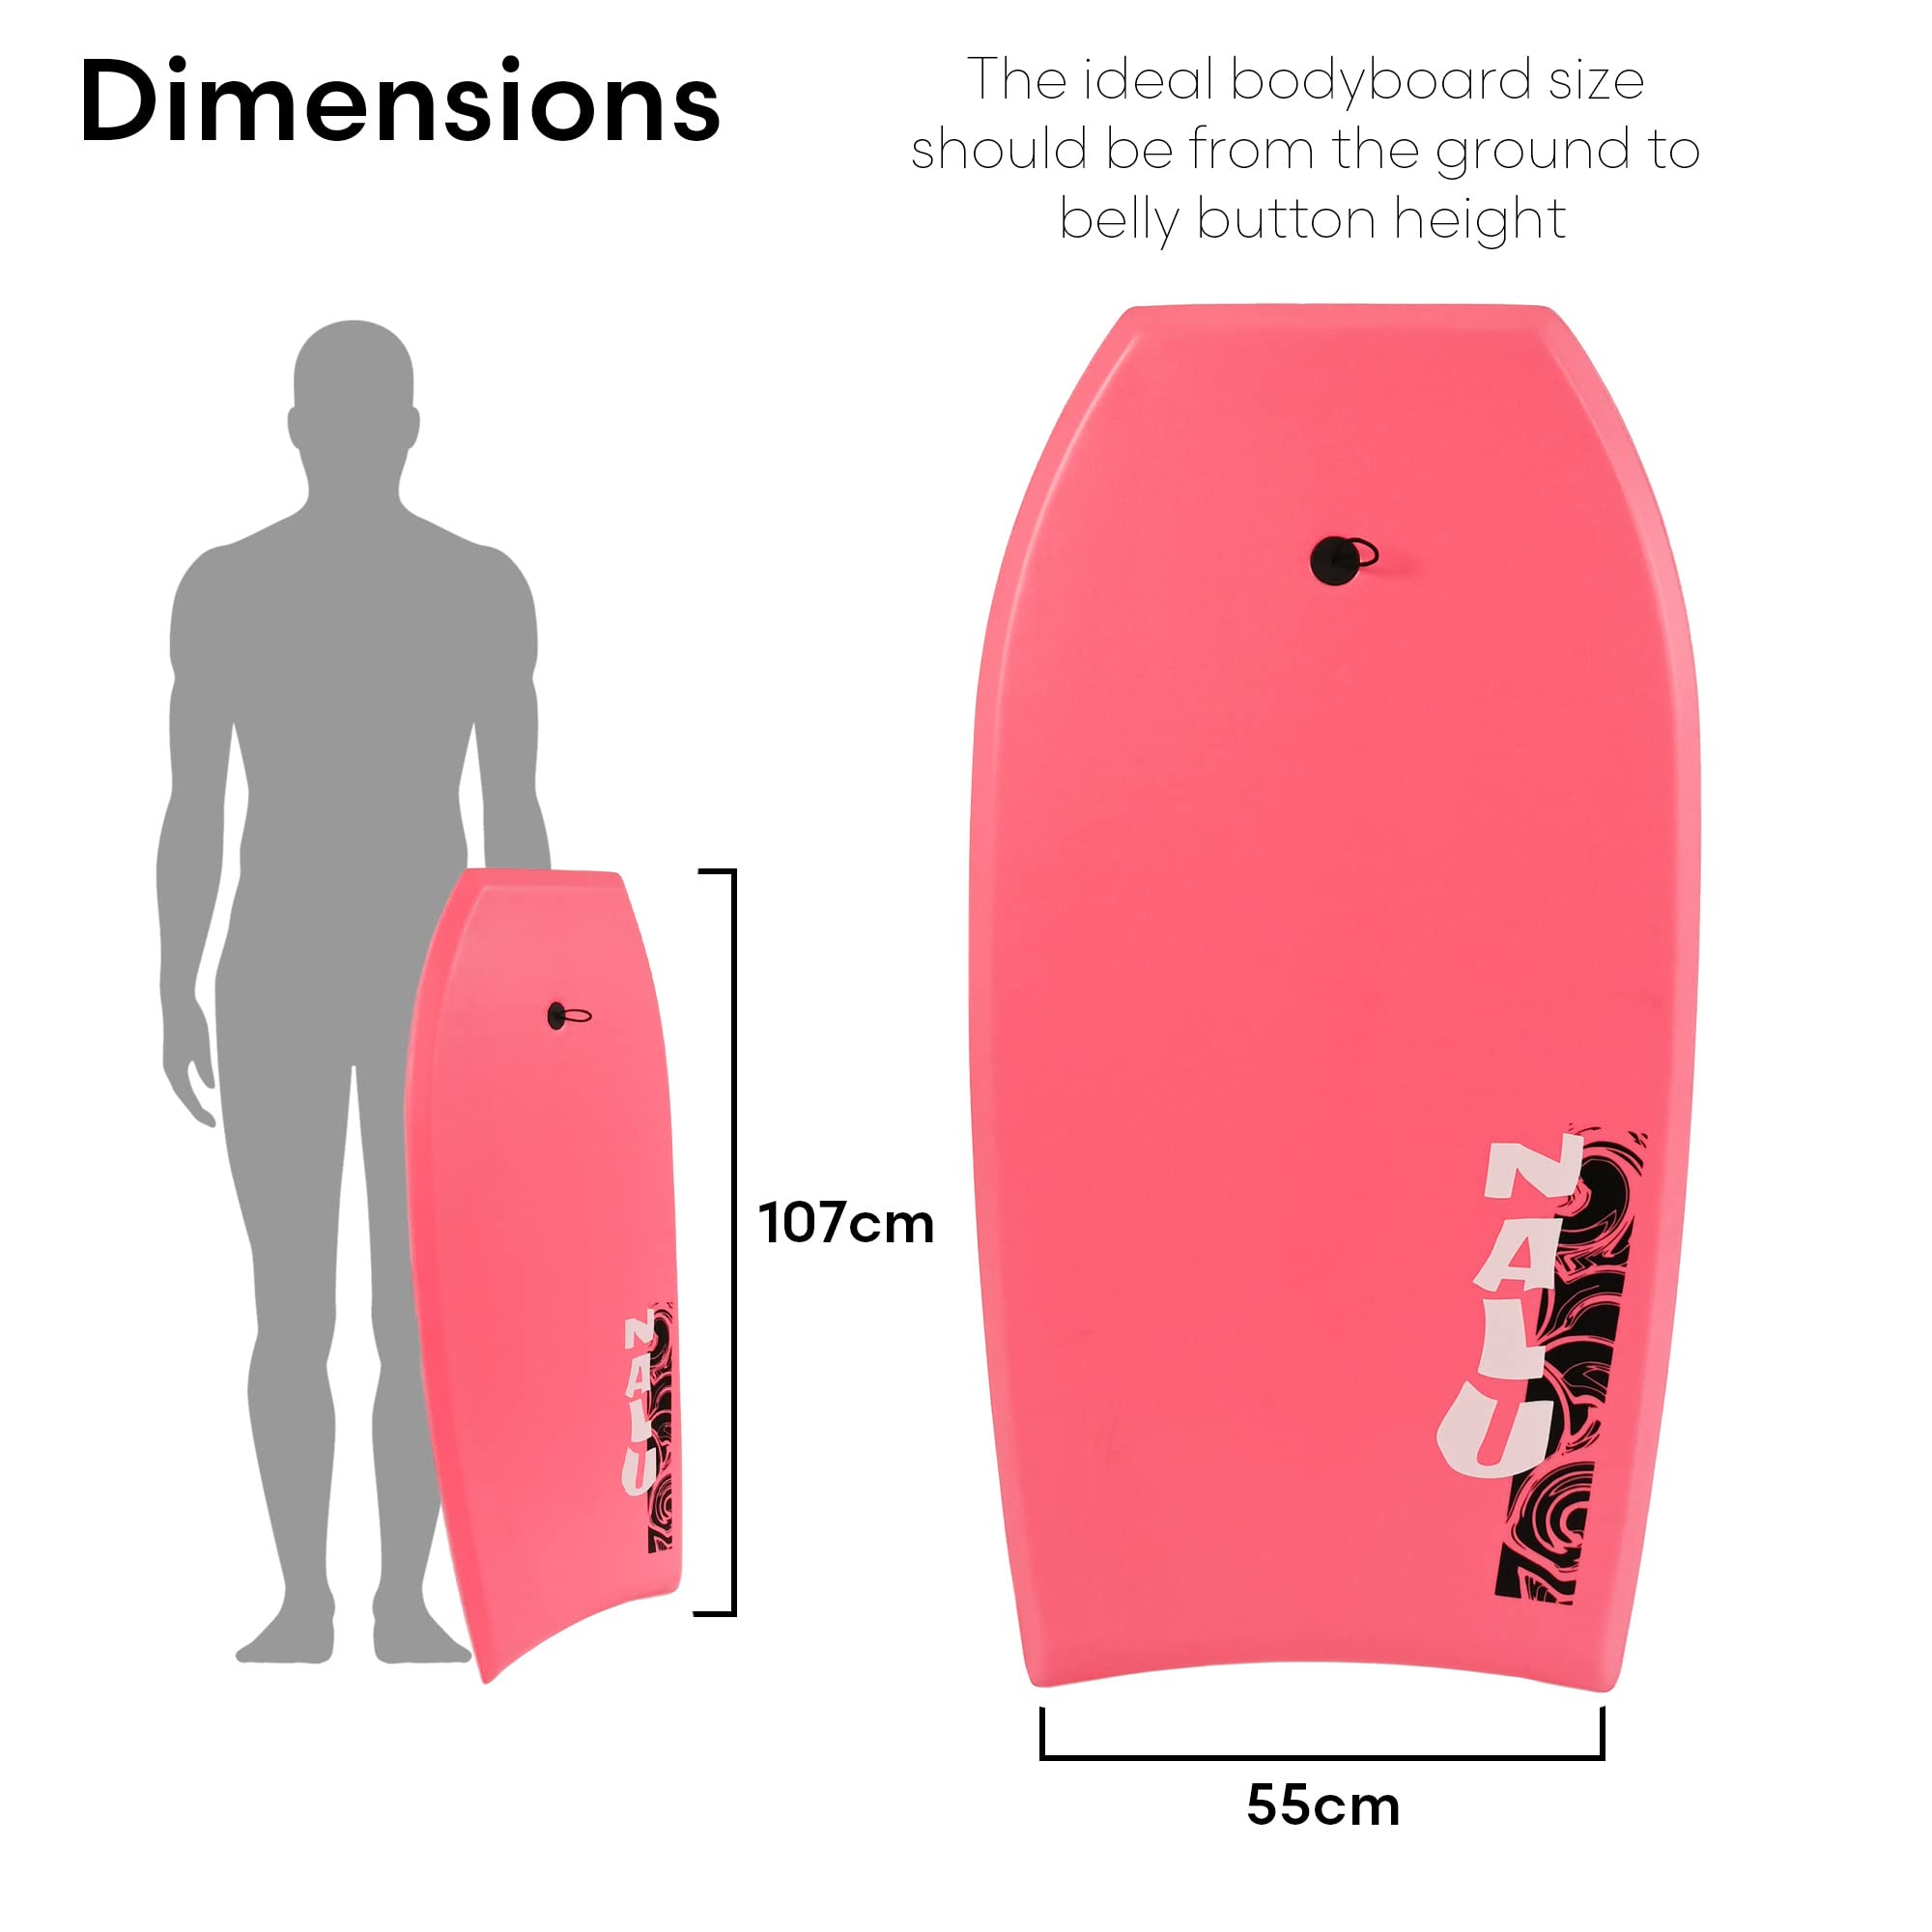 Dimensions
The ideal bodyboard size
should be from the ground to
belly button height
107cm
NALU
NALU
55cm